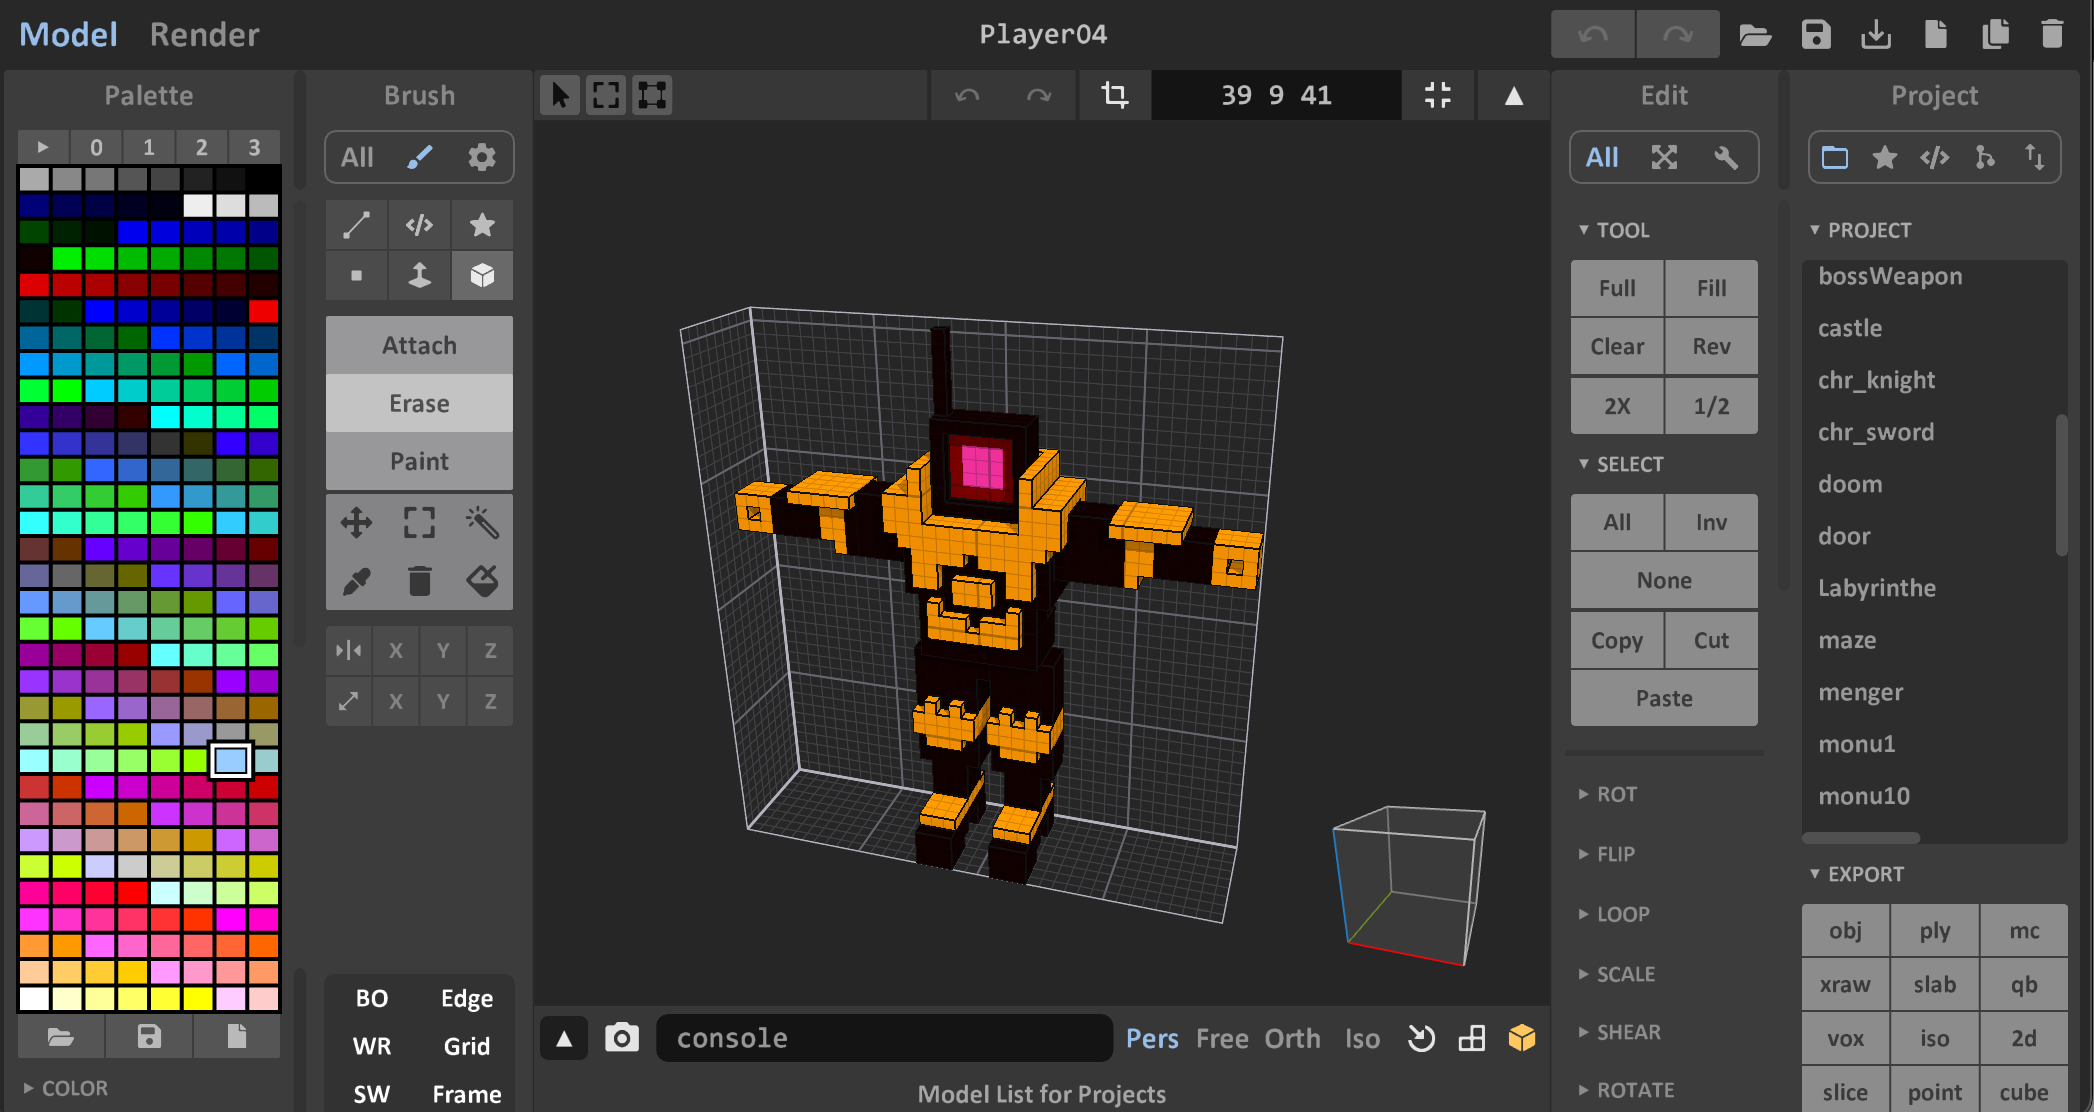 Model Render
Player04
Palette
0 1 2 3
COLOR
Brush
All
Attach
Erase
Paint
X Y Z
X Y Z
BO Edge
WR Grid
SW Frame
39 9 41
console
Pers Free Orth Iso
Model List for Projects
Edit
All
TOOL
Full Fill
Clear Rev
2X 1/2
SELECT
All Inv
None
Copy Cut
Paste
ROT
FLIP
LOOP
SCALE
SHEAR
ROTATE
Project
PROJECT
bossWeapon
castle
chr_knight
chr_sword
doom
door
Labyrinthe
maze
menger
monu1
monu10
EXPORT
obj ply mc
xraw slab qb
vox iso 2d
slice point cube